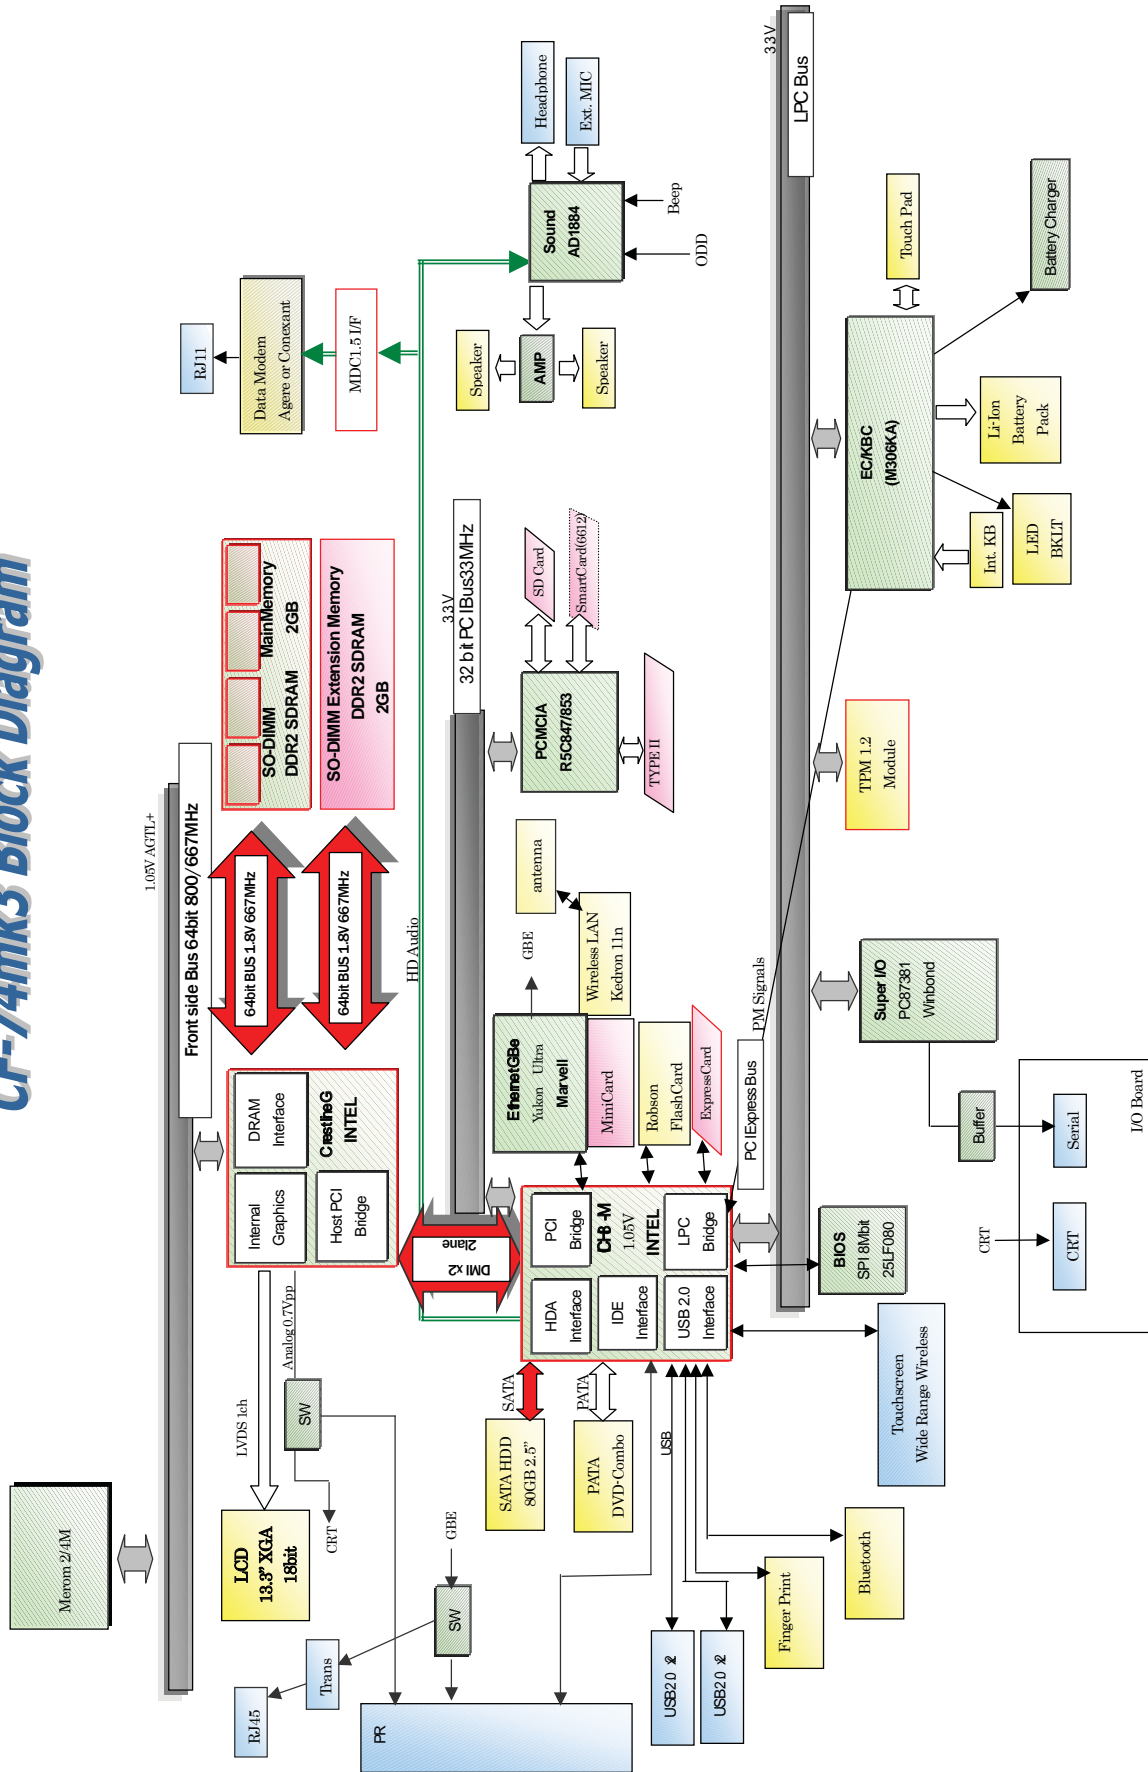 CF-74mk3 Block Diagram
Merom 2/4M
1.05V AGTL+
Front side Bus 64bit 800/667MHz
RJ45
Trans
LCD
13.3" XGA
18bit
LVDS 1ch
Analog 0.7Vpp
SW
CRT
Internal
Graphics
DRAM
Interface
Host PCI
Bridge
CrestlineG
INTEL
64bit BUS 1.8V 667MHz
64bit BUS 1.8V 667MHz
SO-DIMM
DDR2 SDRAM
MainMemory
2GB
SO-DIMM Extension Memory
DDR2 SDRAM
2GB
RJ11
Data Modem
Agere or Conexant
MDC1.5 I/F
HD Audio
PR
SW
GBE
DMI x2
2lane
3.3V
32 bit PCIBus33MHz
Speaker
AMP
Speaker
Sound
AD1884
Headphone
Ext. MIC
ODD
Beep
SATA HDD
80GB 2.5"
SATA
PATA
DVD-Combo
PATA
HDA
Interface
IDE
Interface
USB 2.0
Interface
PCI
Bridge
LPC
Bridge
1.05V
INTEL
EthernetGBe
Yukon Ultra
Marvell
GBE
MiniCard
Wireless LAN
Kedron 11n
antenna
Robson
FlashCard
ExpressCard
PCIExpress Bus
PCMCIA
R5C847/853
SD Card
SmartCard(6612)
TYPE II
USB
USB2.0 x2
USB2.0 x2
Finger Print
Bluetooth
Touchscreen
Wide Range Wireless
PM Signals
3.3V
LPC Bus
BIOS
SPI 8Mbit
25LF080
Super I/O
PC87381
Winbond
TPM 1.2
Module
EC/KBC
(M306KA)
Touch Pad
Int. KB
LED
BKLT
Li-Ion
Battery
Pack
Battery Charger
Buffer
CRT
CRT
Serial
I/O Board